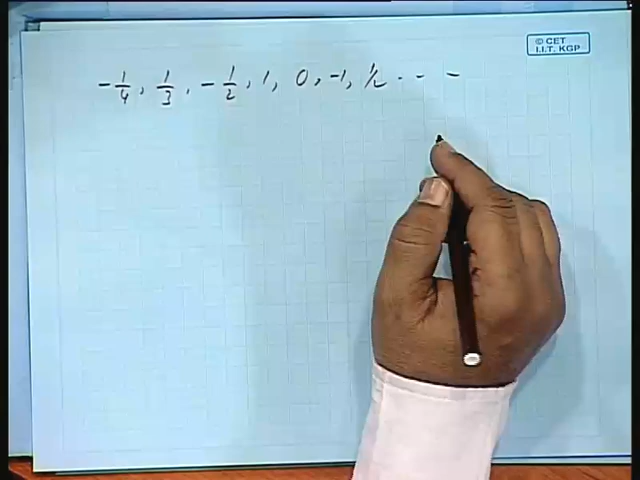 © CET
I.I.T. KGP
-1/4, 1/3, -1/2, 1, 0, -1, 1/2 - - -